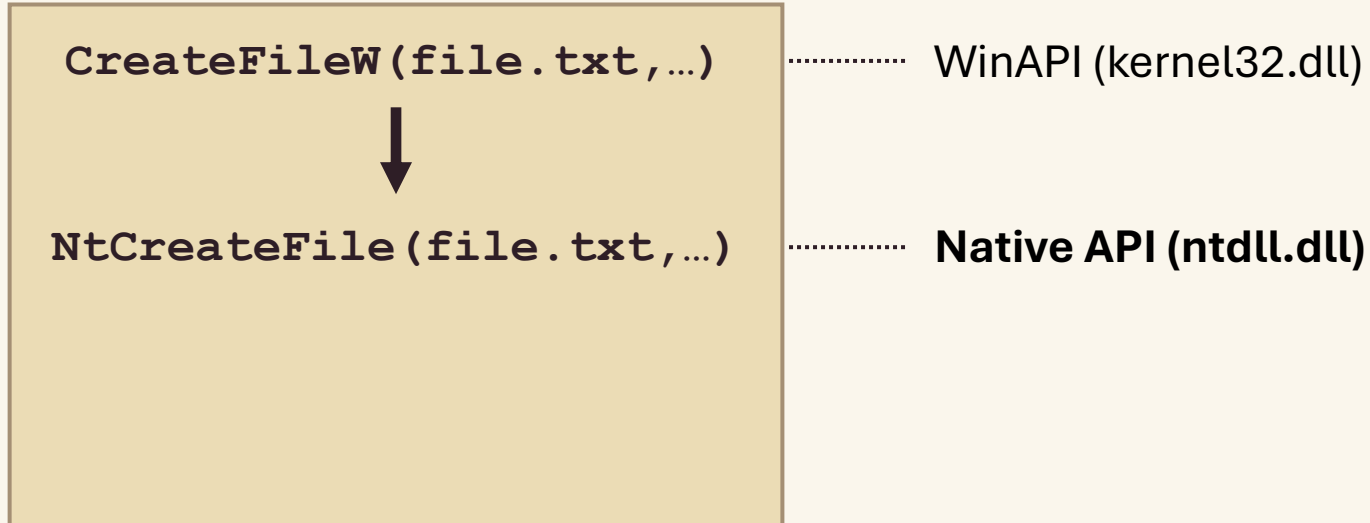 CreateFileW(file.txt,…) WinAPI (kernel32.dll)
NtCreateFile(file.txt,…) Native API (ntdll.dll)